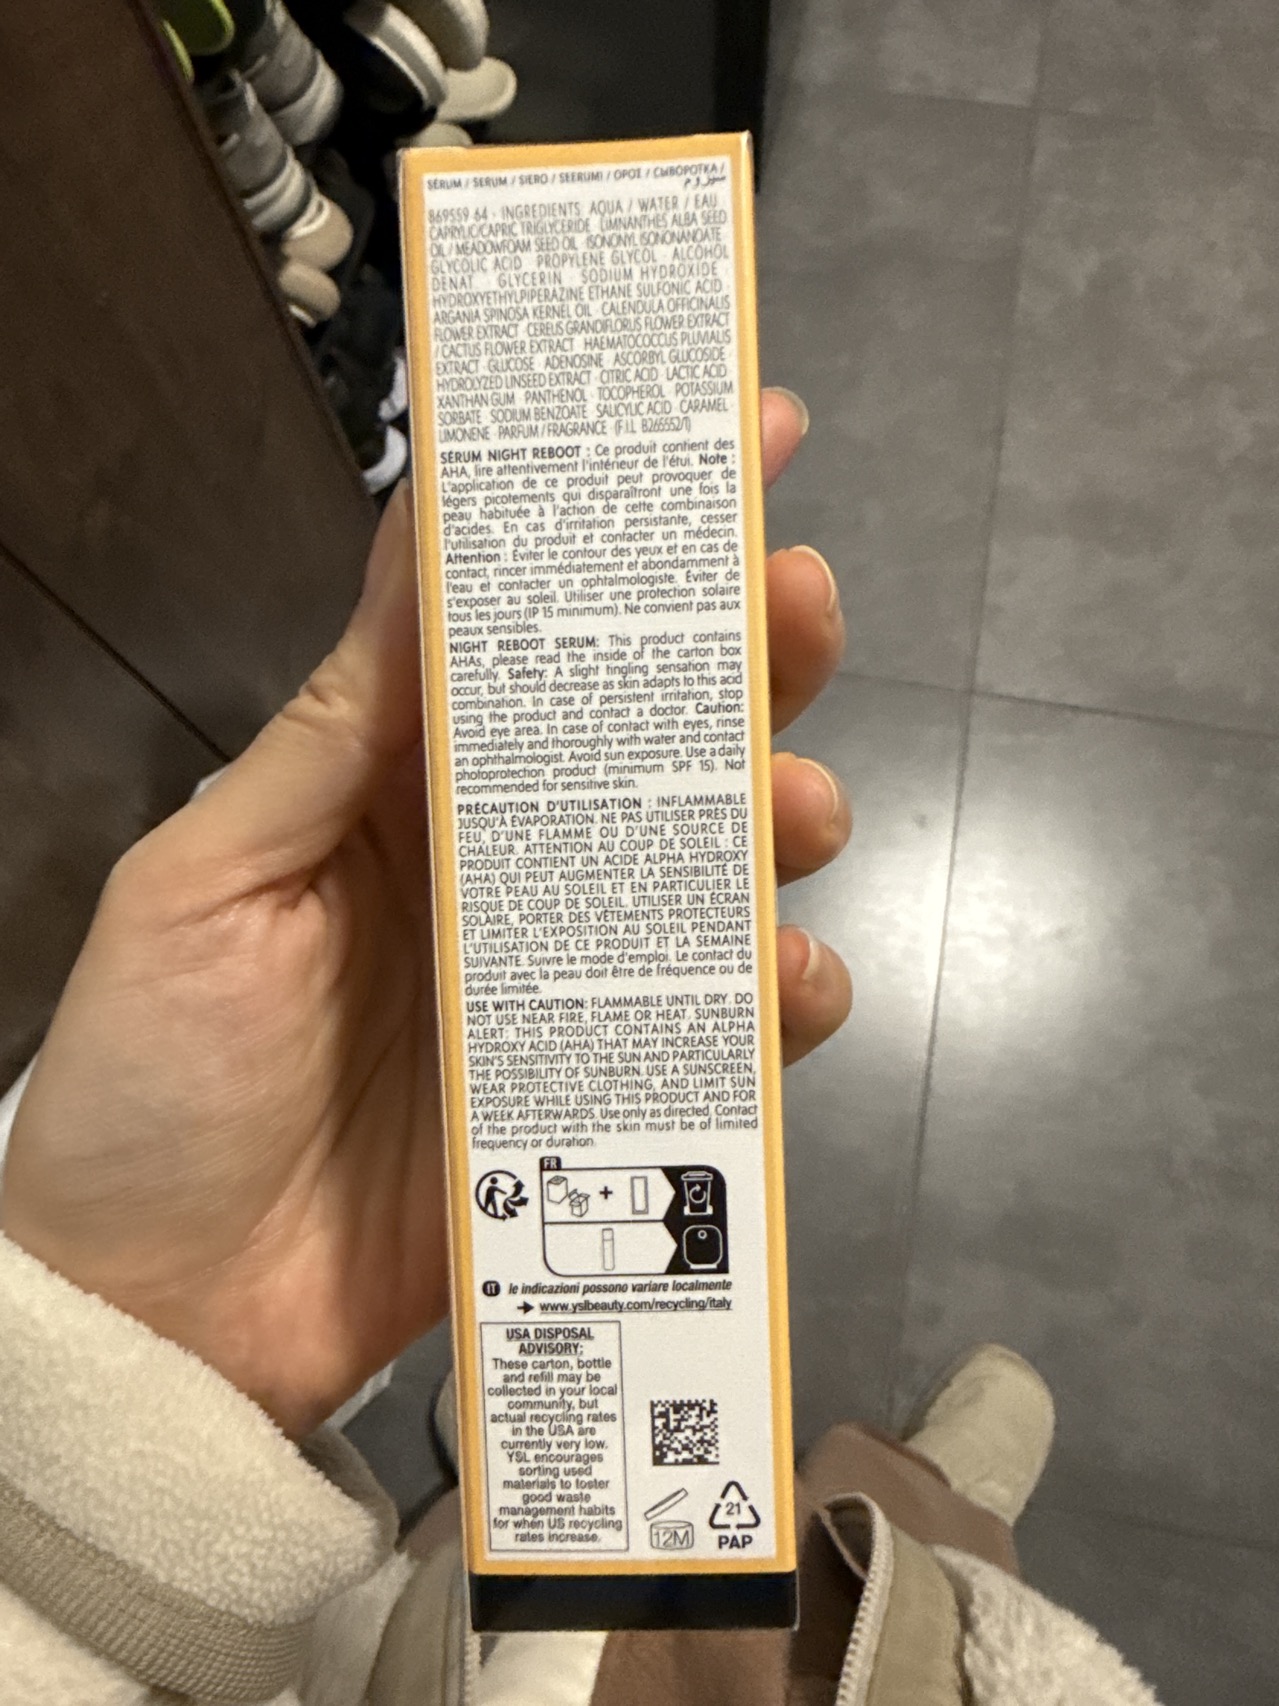 SÉRUM / SERUM / SIERO / SEERUMI / ΟΡΟΣ / СЫВОРОТКА /
سيروم
869559 64 - INGREDIENTS: AQUA / WATER / EAU
CAPRYLIC/CAPRIC TRIGLYCERIDE · LIMNANTHES ALBA SEED
OIL / MEADOWFOAM SEED OIL · ISONONYL ISONONANOATE ·
GLYCOLIC ACID · PROPYLENE GLYCOL · ALCOHOL
DENAT. · GLYCERIN · SODIUM HYDROXIDE ·
HYDROXYETHYLPIPERAZINE ETHANE SULFONIC ACID ·
ARGANIA SPINOSA KERNEL OIL · CALENDULA OFFICINALIS
FLOWER EXTRACT · CEREUS GRANDIFLORUS FLOWER EXTRACT
/ CACTUS FLOWER EXTRACT · HAEMATOCOCCUS PLUVIALIS
EXTRACT · GLUCOSE · ADENOSINE · ASCORBYL GLUCOSIDE ·
HYDROLYZED LINSEED EXTRACT · CITRIC ACID · LACTIC ACID ·
XANTHAN GUM · PANTHENOL · TOCOPHEROL · POTASSIUM
SORBATE · SODIUM BENZOATE · SALICYLIC ACID · CARAMEL ·
LIMONENE · PARFUM / FRAGRANCE · (F.I.L. B265552/1)
SÉRUM NIGHT REBOOT : Ce produit contient des
AHA, lire attentivement l'intérieur de l'étui. Note :
L'application de ce produit peut provoquer de
légers picotements qui disparaîtront une fois la
peau habituée à l'action de cette combinaison
d'acides. En cas d'irritation persistante, cesser
l'utilisation du produit et contacter un médecin.
Attention : Éviter le contour des yeux et en cas de
contact, rincer immédiatement et abondamment à
l'eau et contacter un ophtalmologiste. Éviter de
s'exposer au soleil. Utiliser une protection solaire
tous les jours (IP 15 minimum). Ne convient pas aux
peaux sensibles.
NIGHT REBOOT SERUM: This product contains
AHAs, please read the inside of the carton box
carefully. Safety: A slight tingling sensation may
occur, but should decrease as skin adapts to this acid
combination. In case of persistent irritation, stop
using the product and contact a doctor. Caution:
Avoid eye area. In case of contact with eyes, rinse
immediately and thoroughly with water and contact
an ophthalmologist. Avoid sun exposure. Use a daily
photoprotection product (minimum SPF 15). Not
recommended for sensitive skin.
PRÉCAUTION D'UTILISATION : INFLAMMABLE
JUSQU'À ÉVAPORATION. NE PAS UTILISER PRÈS DU
FEU, D'UNE FLAMME OU D'UNE SOURCE DE
CHALEUR. ATTENTION AU COUP DE SOLEIL : CE
PRODUIT CONTIENT UN ACIDE ALPHA HYDROXY
(AHA) QUI PEUT AUGMENTER LA SENSIBILITÉ DE
VOTRE PEAU AU SOLEIL ET EN PARTICULIER LE
RISQUE DE COUP DE SOLEIL. UTILISER UN ÉCRAN
SOLAIRE, PORTER DES VÊTEMENTS PROTECTEURS
ET LIMITER L'EXPOSITION AU SOLEIL PENDANT
L'UTILISATION DE CE PRODUIT ET LA SEMAINE
SUIVANTE. Suivre le mode d'emploi. Le contact du
produit avec la peau doit être de fréquence ou de
durée limitée.
USE WITH CAUTION: FLAMMABLE UNTIL DRY. DO
NOT USE NEAR FIRE, FLAME OR HEAT. SUNBURN
ALERT: THIS PRODUCT CONTAINS AN ALPHA
HYDROXY ACID (AHA) THAT MAY INCREASE YOUR
SKIN'S SENSITIVITY TO THE SUN AND PARTICULARLY
THE POSSIBILITY OF SUNBURN. USE A SUNSCREEN,
WEAR PROTECTIVE CLOTHING, AND LIMIT SUN
EXPOSURE WHILE USING THIS PRODUCT AND FOR
A WEEK AFTERWARDS. Use only as directed. Contact
of the product with the skin must be of limited
frequency or duration.
FR
+
IT le indicazioni possono variare localmente
www.yslbeauty.com/recycling/italy
USA DISPOSAL
ADVISORY:
These carton, bottle
and refill may be
collected in your local
community, but
actual recycling rates
in the USA are
currently very low.
YSL encourages
sorting used
materials to foster
good waste
management habits
for when US recycling
rates increase.
12M
21
PAP